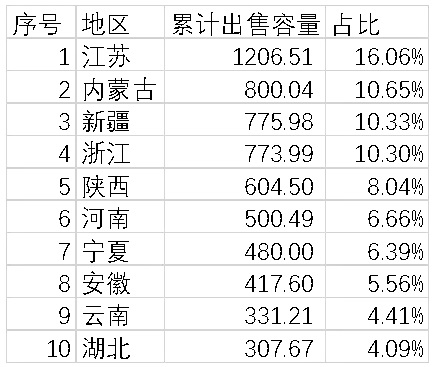 序号 地区 累计出售容量 占比
1 江苏 1206.51 16.06%
2 内蒙古 800.04 10.65%
3 新疆 775.98 10.33%
4 浙江 773.99 10.30%
5 陕西 604.50 8.04%
6 河南 500.49 6.66%
7 宁夏 480.00 6.39%
8 安徽 417.60 5.56%
9 云南 331.21 4.41%
10 湖北 307.67 4.09%